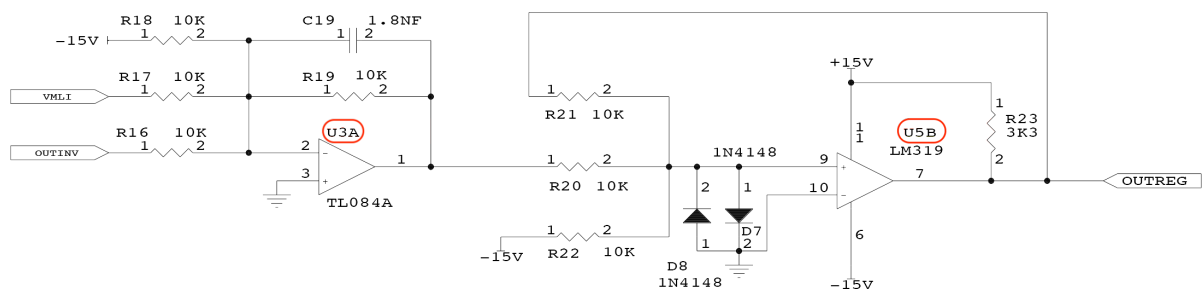 R18 10K
C19 1.8NF
-15V 1 2
1 2
R17 10K
R19 10K
VMLI 1 2
1 2
R16 10K
OUTINV 1 2
U3A
2 -
3 +
1
TL084A
1 2
R21 10K
1 2
R20 10K
1 2
-15V R22 10K
1N4148
2 1
D7
1 2
D8
1N4148
+15V
1
1
U5B
LM319
9 +
10 -
7
6
-15V
1
R23
3K3
2
OUTREG